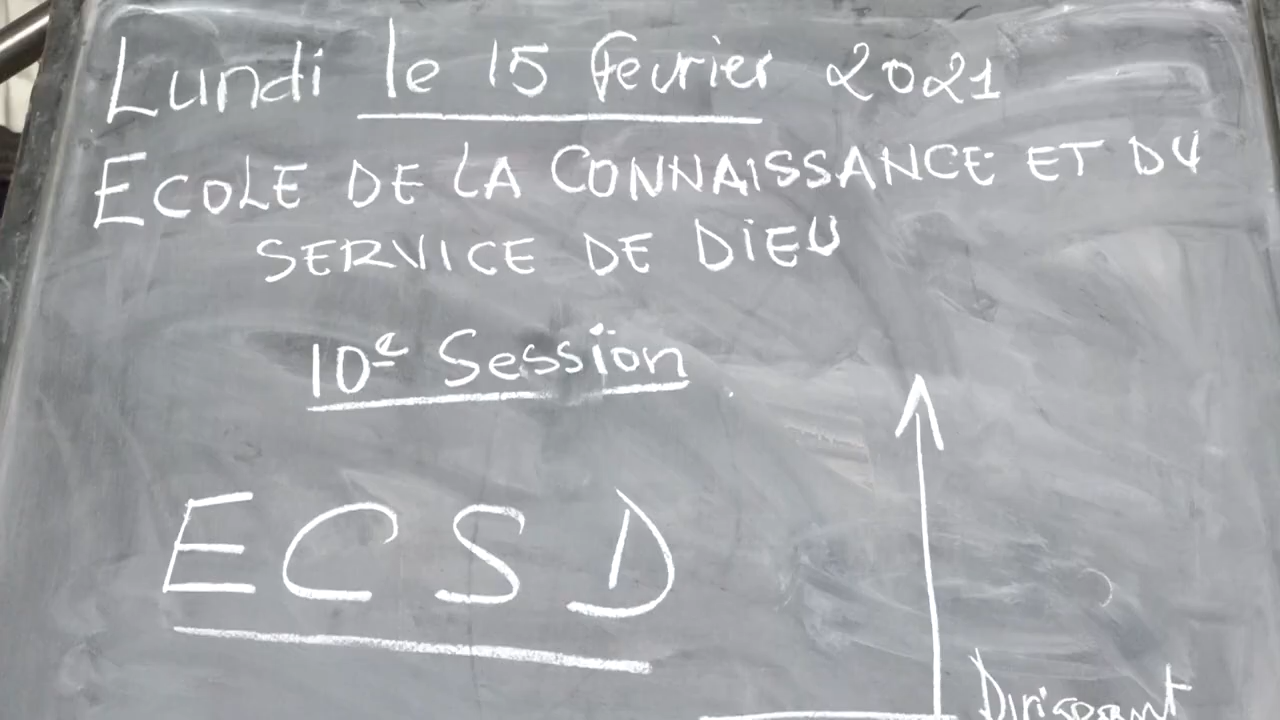 Lundi le 15 fevrier 2021
ECOLE DE LA CONNAISSANCE ET DU
SERVICE DE DIEU
10e Session
ECSD
Dirigeant